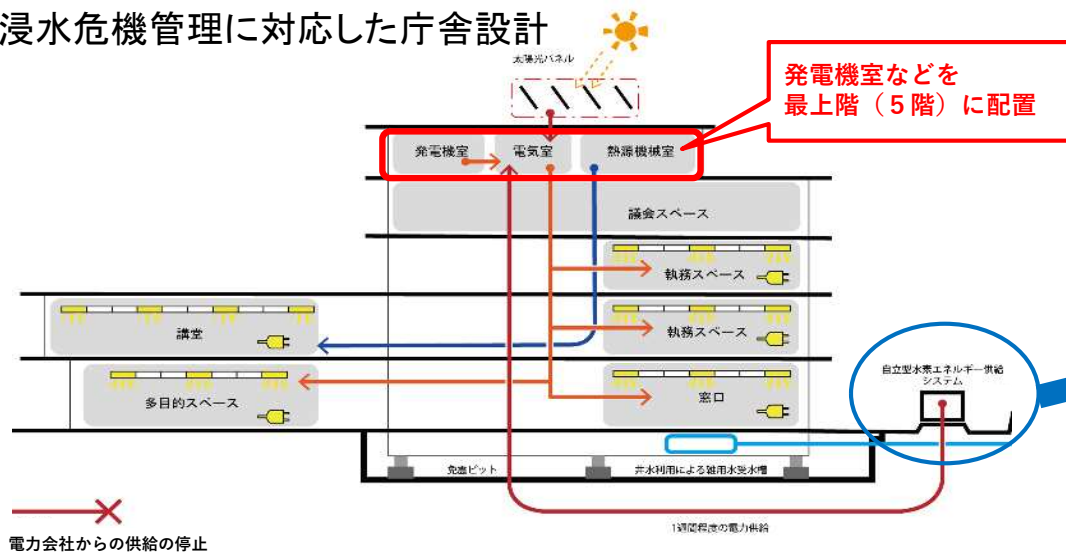 浸水危機管理に対応した庁舎設計
太陽光パネル
発電機室などを
最上階（５階）に配置
発電機室
電気室
熱源機械室
議会スペース
執務スペース
講堂
執務スペース
自立型水素エネルギー供給
システム
多目的スペース
窓口
免震ピット
井水利用による雑用水受水槽
1週間程度の電力供給
電力会社からの供給の停止